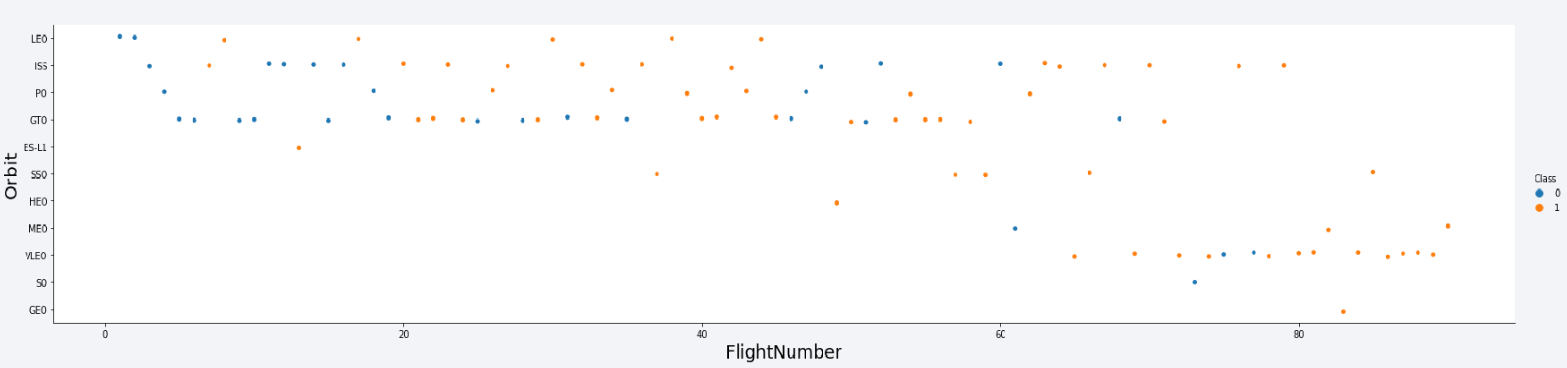 LEO
ISS
PO
GTO
ES-L1
SSO
HEO
MEO
VLEO
SO
GEO
Orbit
0
20
40
60
80
FlightNumber
Class
0
1